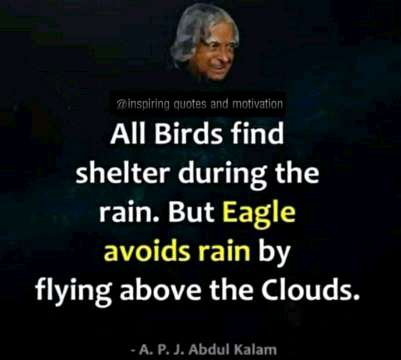 @inspiring quotes and motivation
All Birds find
shelter during the
rain. But Eagle
avoids rain by
flying above the Clouds.
- A. P. J. Abdul Kalam